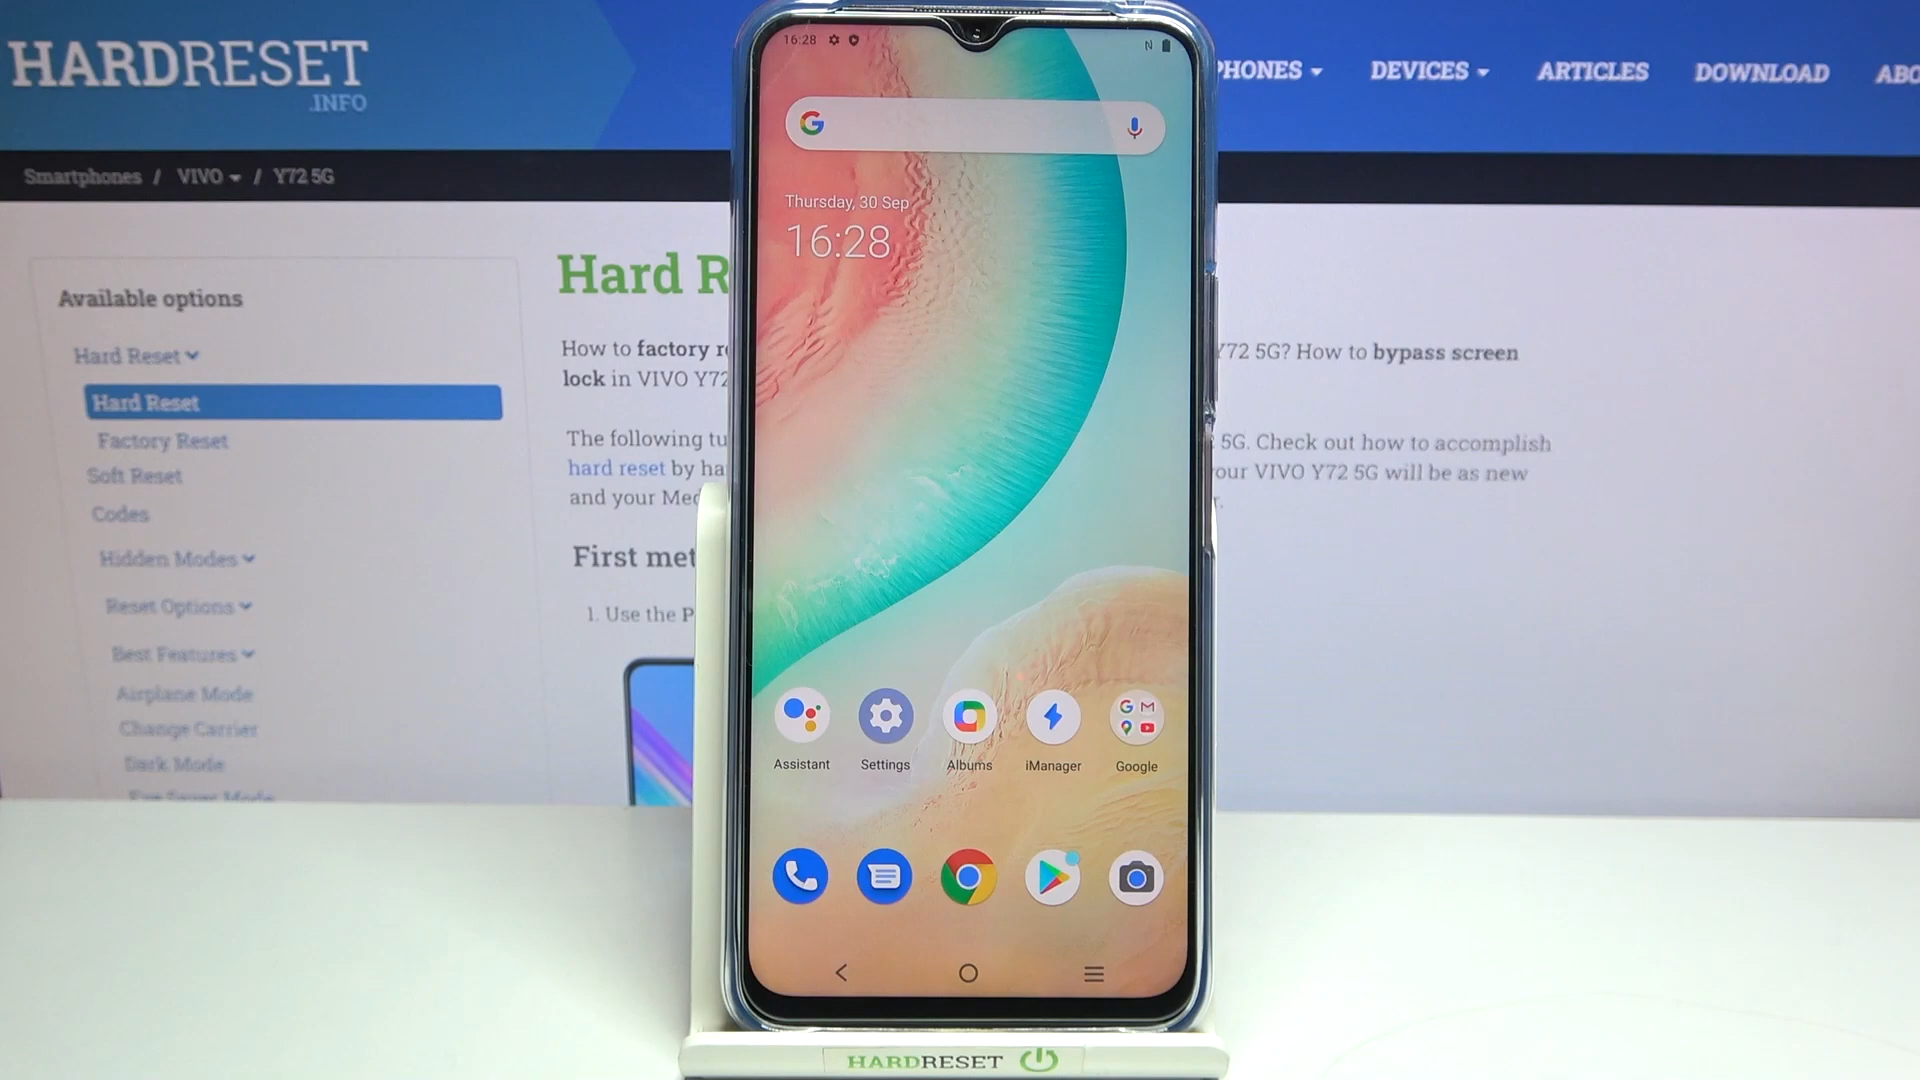 HARDRESET
.INFO
PHONES
DEVICES
ARTICLES
DOWNLOAD
Smartphones / VIVO / Y72 5G
Available options
Hard Reset
Hard Reset
Factory Reset
Soft Reset
Codes
Hidden Modes
Reset Options
Best Features
Airplane Mode
Change Carrier
Dark Mode
Hard R
How to factory r
Y72 5G? How to bypass screen
lock in VIVO Y72
The following tu
5G. Check out how to accomplish
hard reset by ha
our VIVO Y72 5G will be as new
and your Med
First met
1. Use the P
16:28
Thursday, 30 Sep
16:28
Assistant
Settings
Albums
iManager
Google
HARDRESET